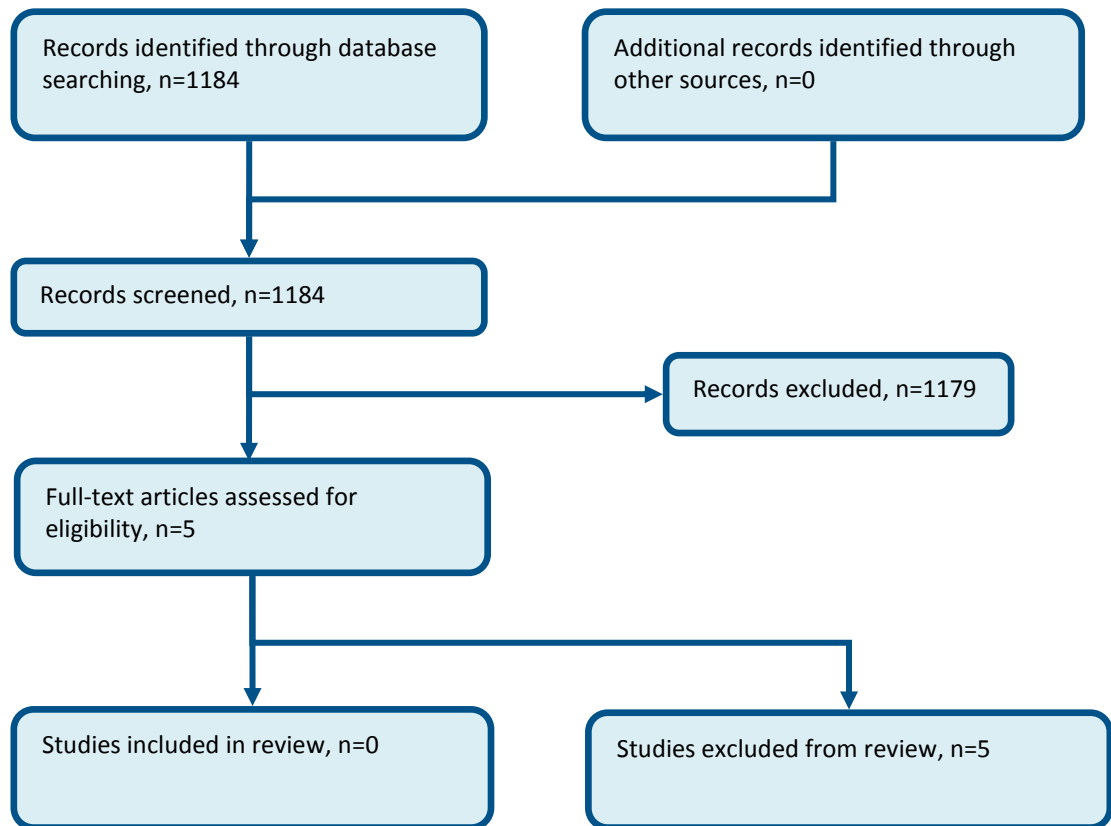 Records identified through database
searching, n=1184
Additional records identified through
other sources, n=0
Records screened, n=1184
Records excluded, n=1179
Full-text articles assessed for
eligibility, n=5
Studies included in review, n=0
Studies excluded from review, n=5